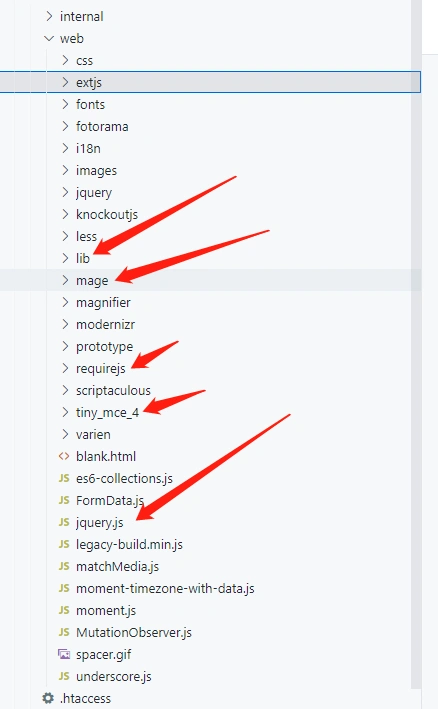 internal
web
css
extjs
fonts
fotorama
i18n
images
jquery
knockoutjs
less
lib
mage
magnifier
modernizr
prototype
requirejs
scriptaculous
tiny_mce_4
varien
<> blank.html
JS es6-collections.js
JS FormData.js
JS jquery.js
JS legacy-build.min.js
JS matchMedia.js
JS moment-timezone-with-data.js
JS moment.js
JS MutationObserver.js
spacer.gif
JS underscore.js
.htaccess